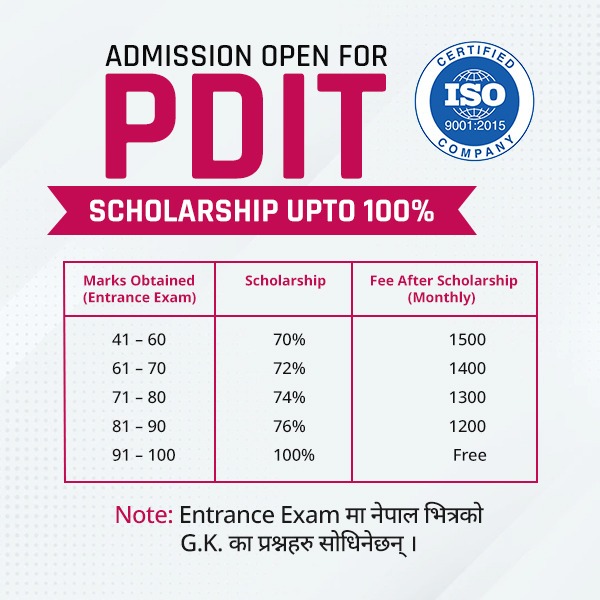 ADMISSION OPEN FOR
PDIT
CERTIFIED
ISO
9001:2015
COMPANY
SCHOLARSHIP UPTO 100%
Marks Obtained (Entrance Exam) Scholarship Fee After Scholarship (Monthly)
41 – 60 70% 1500
61 – 70 72% 1400
71 – 80 74% 1300
81 – 90 76% 1200
91 – 100 100% Free
Note: Entrance Exam मा नेपाल भित्रको
G.K. का प्रश्नहरु सोधिनेछन् ।